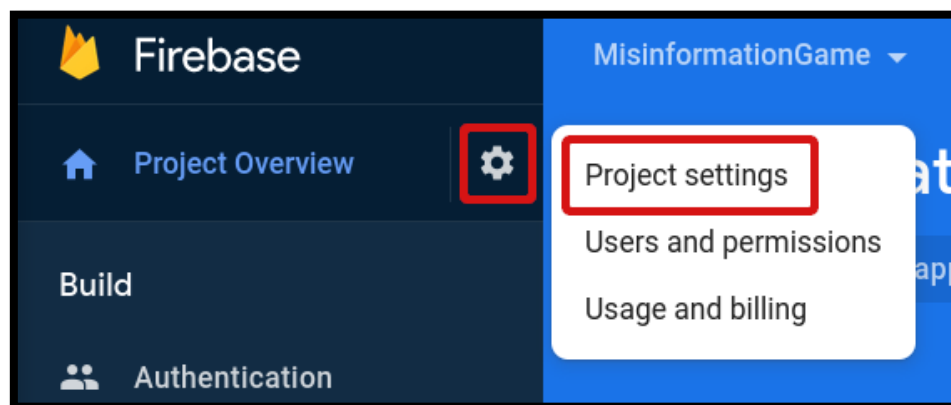 Firebase
MisinformationGame
Project Overview
Project settings
Users and permissions
Usage and billing
Build
Authentication